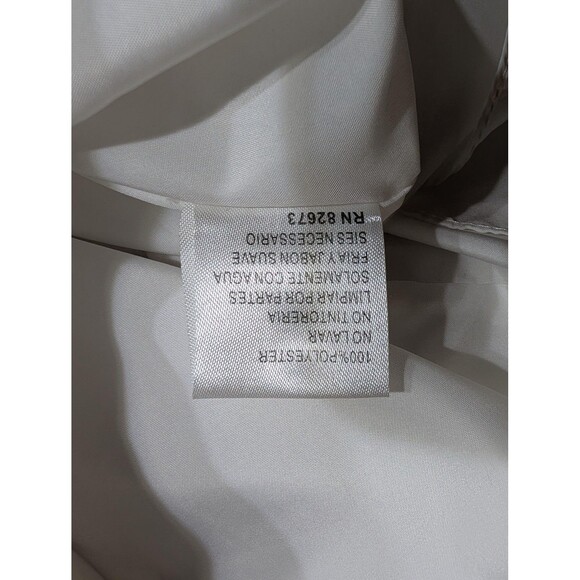 100%POLYESTER
NO LAVAR
NO TINTORERIA
LIMPIAR POR PARTES
SOLAMENTE CON AGUA
FRIA Y JABON SUAVE
SIES NECESSARIO
RN 82673